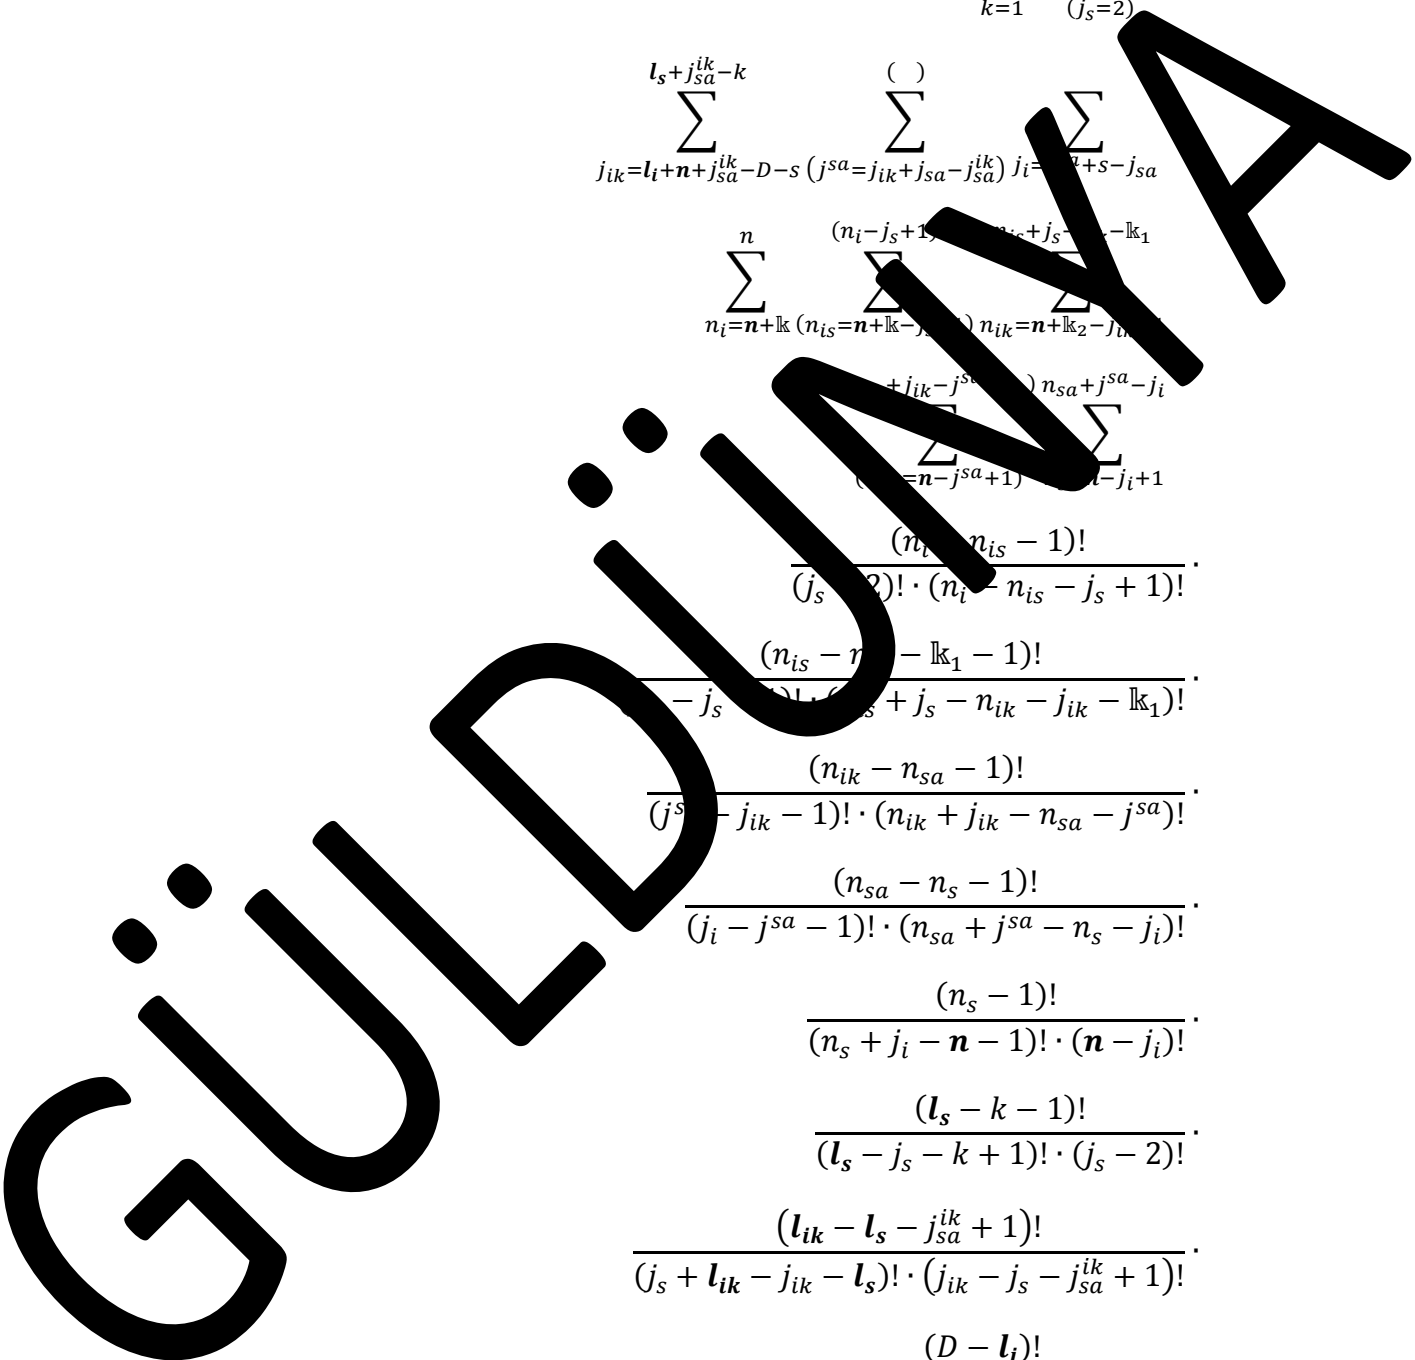 k=1 (j_s=2)
l_s+j_sa^ik−k ( )
∑ ∑ ∑
j_ik=l_i+n+j_sa^ik−D−s (j^sa=j_ik+j_sa−j_sa^ik) +s−j_sa
n (n_i−j_s+1) −𝕜_1
∑ ∑ ∑
n_i=n+𝕜 n_ik=n+𝕜_2−j_ik
+j_ik−j^sa ) n_sa+j^sa−j_i
∑ ∑
=n−j^sa+1) −j_i+1
n_is − 1)!
(j_s 2)! · (n_i − n_is − j_s + 1)! ·
(n_is − − 𝕜_1 − 1)!
− j_s + j_s − n_ik − j_ik − 𝕜_1)! ·
(n_ik − n_sa − 1)!
− j_ik − 1)! · (n_ik + j_ik − n_sa − j^sa)! ·
(n_sa − n_s − 1)!
(j_i − j^sa − 1)! · (n_sa + j^sa − n_s − j_i)! ·
(n_s − 1)!
(n_s + j_i − n − 1)! · (n − j_i)! ·
(l_s − k − 1)!
(l_s − j_s − k + 1)! · (j_s − 2)! ·
(l_ik − l_s − j_sa^ik + 1)!
(j_s + l_ik − j_ik − l_s)! · (j_ik − j_s − j_sa^ik + 1)! ·
(D − l_i)!
GÜLDÜNYA